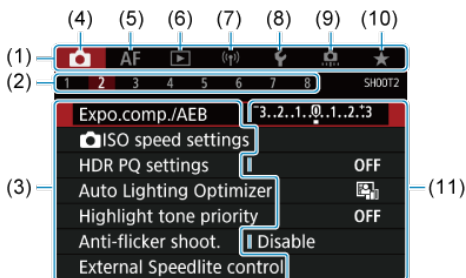 (4) (5) (6) (7) (8) (9) (10)
(1) AF
(2) 1 2 3 4 5 6 7 8 SHOOT2
Expo.comp./AEB -3..2..1..0..1..2..+3
ISO speed settings
HDR PQ settings OFF
(3) Auto Lighting Optimizer (11)
Highlight tone priority OFF
Anti-flicker shoot. Disable
External Speedlite control